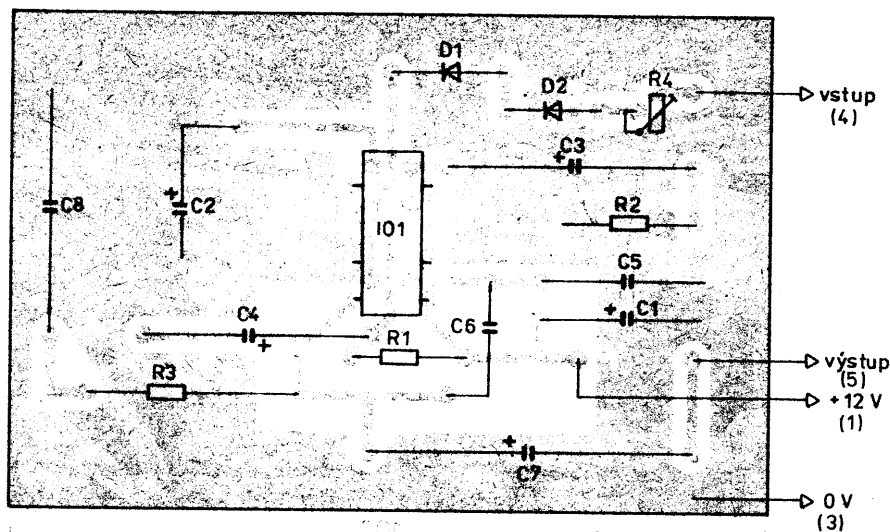 D1
D2
R4
vstup
(4)
+
C3
C8
+
C2
IO1
R2
C5
C4
+
C6
+
C1
R1
výstup
(5)
R3
+12 V
(1)
+
C7
0 V
(3)